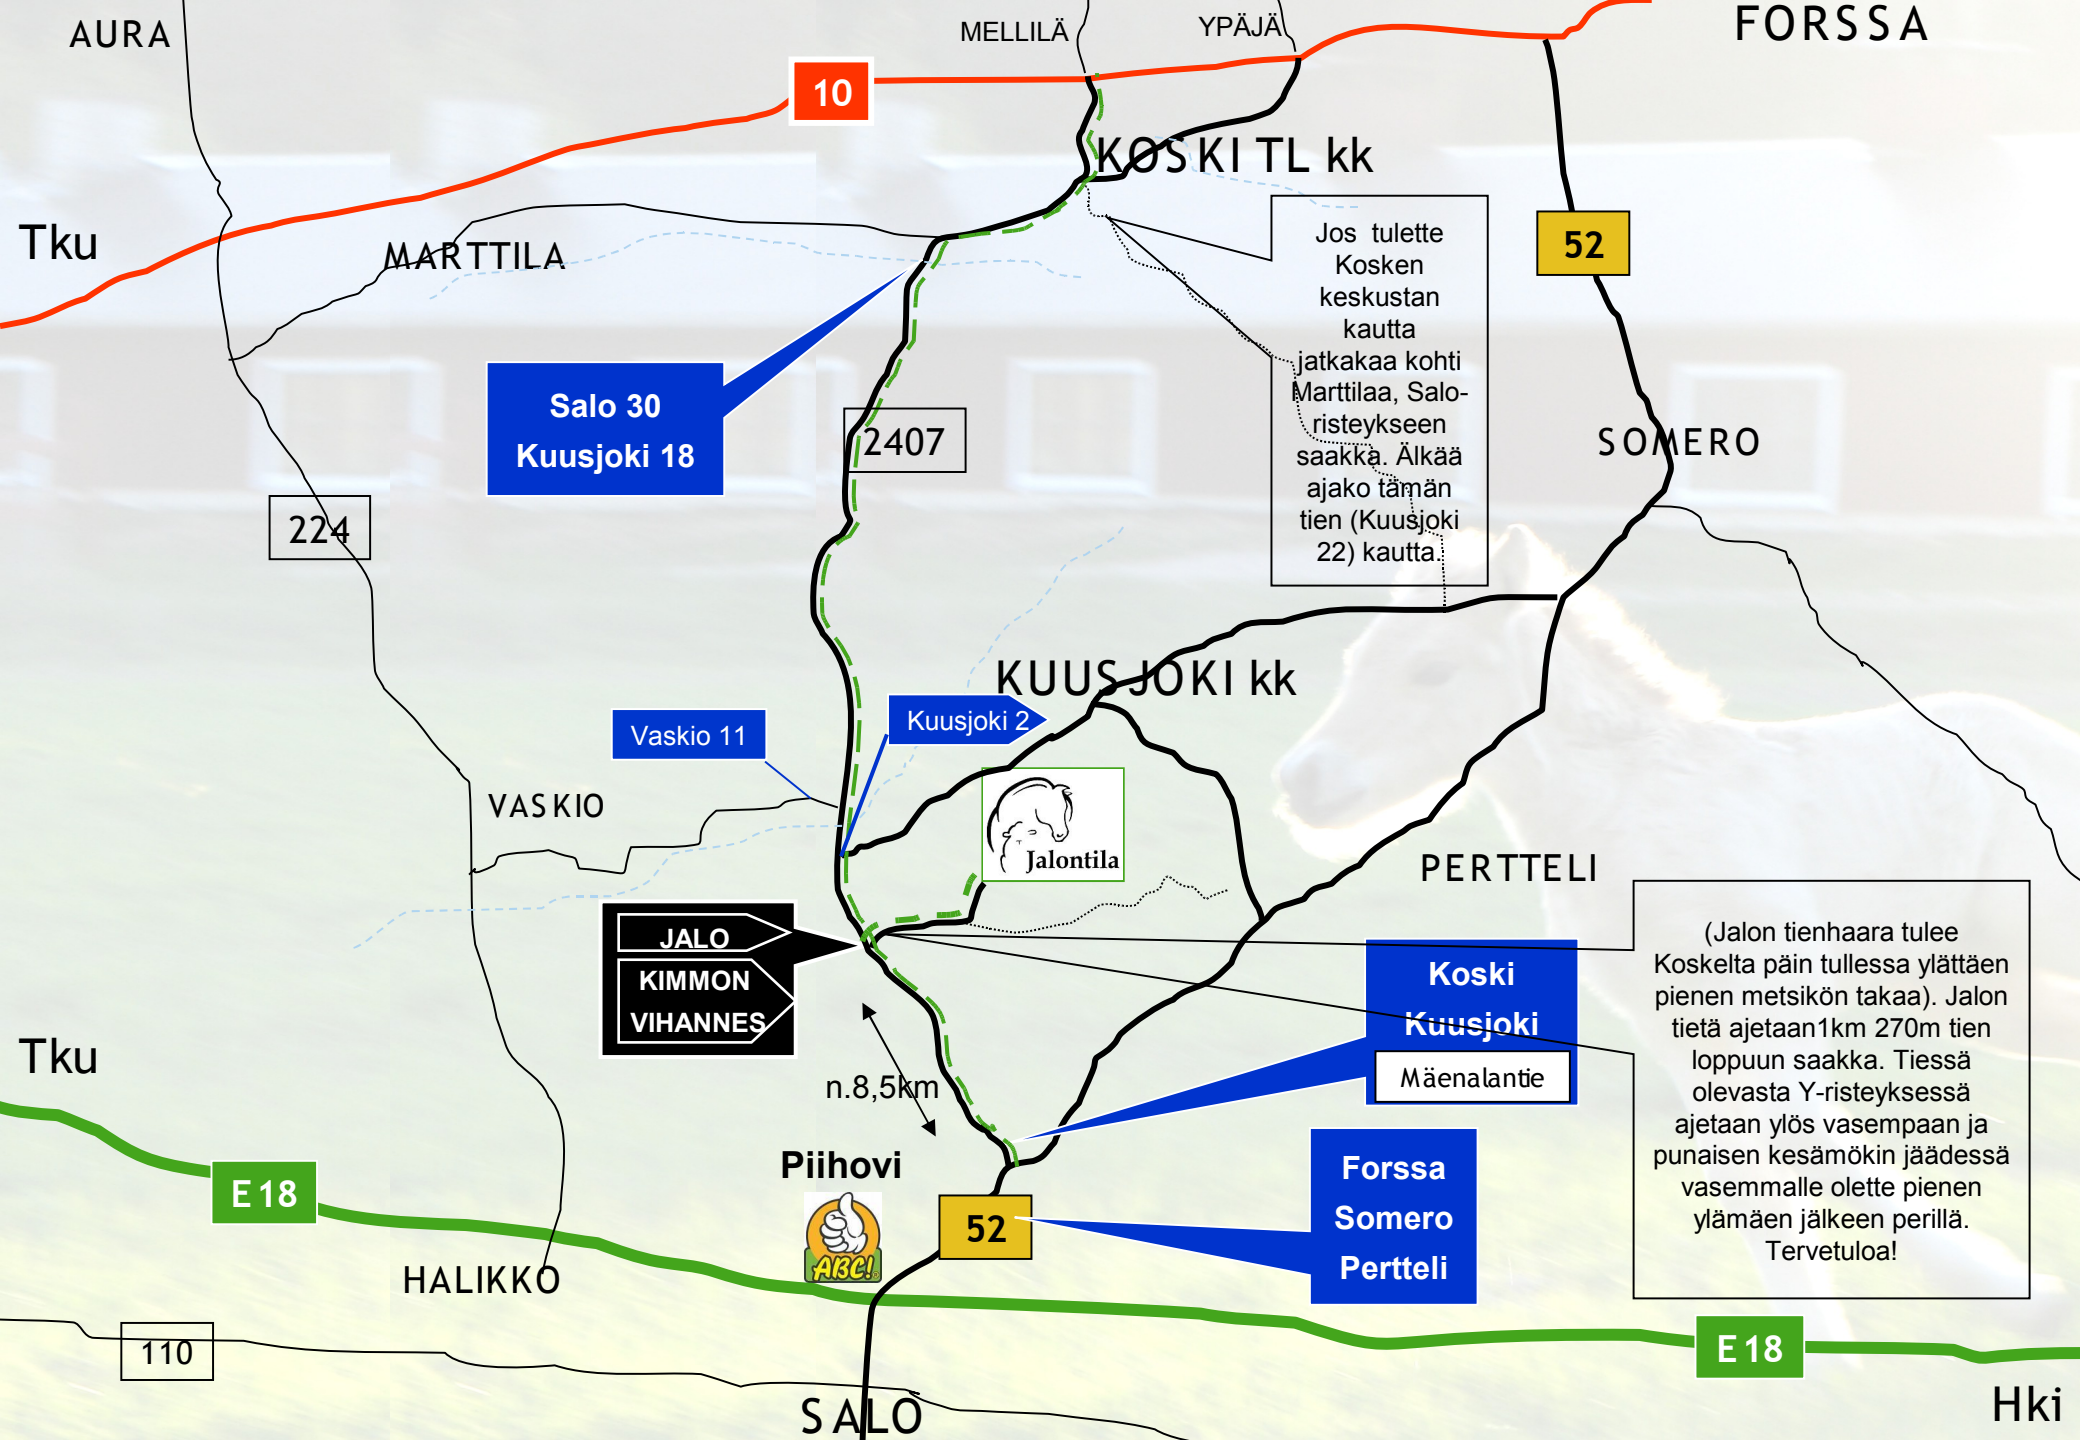 AURA
MELLILÄ
YPÄJÄ
FORSSA
10
KOSKI TL kk
Tku
MARTTILA
52
Jos tulette
Kosken
keskustan
kautta
jatkakaa kohti
Marttilaa, Salo-
risteykseen
saakka. Älkää
ajako tämän
tien (Kuusjoki
22) kautta.
Salo 30
Kuusjoki 18
2407
SOMERO
224
KUUSJOKI kk
Vaskio 11
Kuusjoki 2
VASKIO
Jalontila
PERTTELI
JALO
KIMMON
VIHANNES
Koski
Kuusjoki
Mäenalantie
(Jalon tienhaara tulee
Koskelta päin tullessa ylättäen
pienen metsikön takaa). Jalon
tietä ajetaan1km 270m tien
loppuun saakka. Tiessä
olevasta Y-risteyksessä
ajetaan ylös vasempaan ja
punaisen kesämökin jäädessä
vasemmalle olette pienen
ylämäen jälkeen perillä.
Tervetuloa!
Tku
n.8,5km
Piihovi
ABC!
E18
52
Forssa
Somero
Pertteli
HALIKKO
110
E18
SALO
Hki